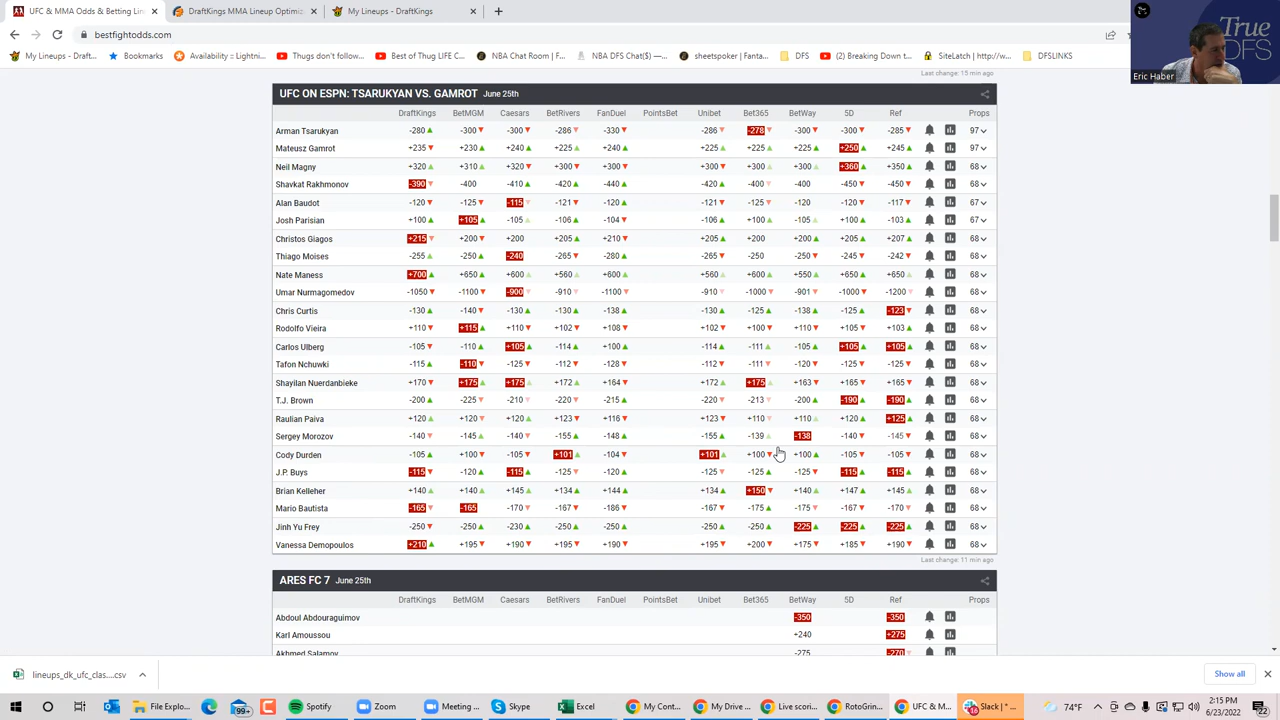 UFC & MMA Odds & Betting Lin
DraftKings MMA Lineup Optimiz
My Lineups - DraftKings
bestfightodds.com
My Lineups - Draft...
Bookmarks
Availability :: Lightni...
Thugs don't follow...
Best of Thug LIFE C...
NBA Chat Room | F...
NBA DFS Chat($) —...
sheetspoker | Fanta...
DFS
(2) Breaking Down t...
SiteLatch | http://w...
DFSLINKS
True
DFS
Eric Haber
Last change: 15 min ago
UFC ON ESPN: TSARUKYAN VS. GAMROT June 25th
DraftKings BetMGM Caesars BetRivers FanDuel PointsBet Unibet Bet365 BetWay 5D Ref Props
Arman Tsarukyan -280 -300 -300 -286 -330 -286 -278 -300 -300 -285 97
Mateusz Gamrot +235 +230 +240 +225 +240 +225 +225 +225 +250 +245 97
Neil Magny +320 +310 +320 +300 +300 +300 +300 +300 +360 +350 68
Shavkat Rakhmonov -390 -400 -410 -420 -440 -420 -400 -400 -450 -450 68
Alan Baudot -120 -125 -115 -121 -120 -121 -125 -120 -120 -117 67
Josh Parisian +100 +105 -105 -106 -104 -106 +100 -105 +100 -103 67
Christos Giagos +215 +200 +200 +205 +210 +205 +200 +200 +205 +207 68
Thiago Moises -255 -250 -240 -265 -280 -265 -250 -250 -245 -242 68
Nate Maness +700 +650 +600 +560 +600 +560 +600 +550 +650 +650 68
Umar Nurmagomedov -1050 -1100 -900 -910 -1100 -910 -1000 -901 -1000 -1200 68
Chris Curtis -130 -140 -130 -130 -138 -130 -125 -138 -125 -123 68
Rodolfo Vieira +110 +115 +110 +102 +108 +102 +100 +110 +105 +103 68
Carlos Ulberg -105 -110 +105 -114 +100 -114 -111 -105 +105 +105 68
Tafon Nchuwki -115 -110 -125 -112 -128 -112 -111 -120 -125 -125 68
Shayilan Nuerdanbieke +170 +175 +175 +172 +164 +172 +175 +163 +165 +165 68
T.J. Brown -200 -225 -210 -220 -215 -220 -213 -200 -190 -190 68
Raulian Paiva +120 +120 +120 +123 +116 +123 +110 +110 +120 +125 68
Sergey Morozov -140 -145 -140 -155 -148 -155 -139 -138 -140 -145 68
Cody Durden -105 +100 -105 +101 -104 +101 +100 +100 -105 -105 68
J.P. Buys -115 -120 -115 -125 -120 -125 -125 -125 -115 -115 68
Brian Kelleher +140 +140 +145 +134 +144 +134 +150 +140 +147 +145 68
Mario Bautista -165 -165 -170 -167 -186 -167 -175 -175 -167 -170 68
Jinh Yu Frey -250 -250 -230 -250 -250 -250 -250 -225 -225 -225 68
Vanessa Demopoulos +210 +195 +190 +195 +190 +195 +200 +175 +185 +190 68
Last change: 11 min ago
ARES FC 7 June 25th
DraftKings BetMGM Caesars BetRivers FanDuel PointsBet Unibet Bet365 BetWay 5D Ref Props
Abdoul Abdouraguimov -350 -350
Karl Amoussou +240 +275
Akhmed Salamov -275 -270
lineups_dk_ufc_clas....csv
Show all
99+
File Explo...
Spotify
Zoom
Meeting ...
Skype
Excel
My Cont...
My Drive ...
Live scori...
RotoGrin...
UFC & M...
Slack | * ...
74°F
2:15 PM
6/23/2022
22